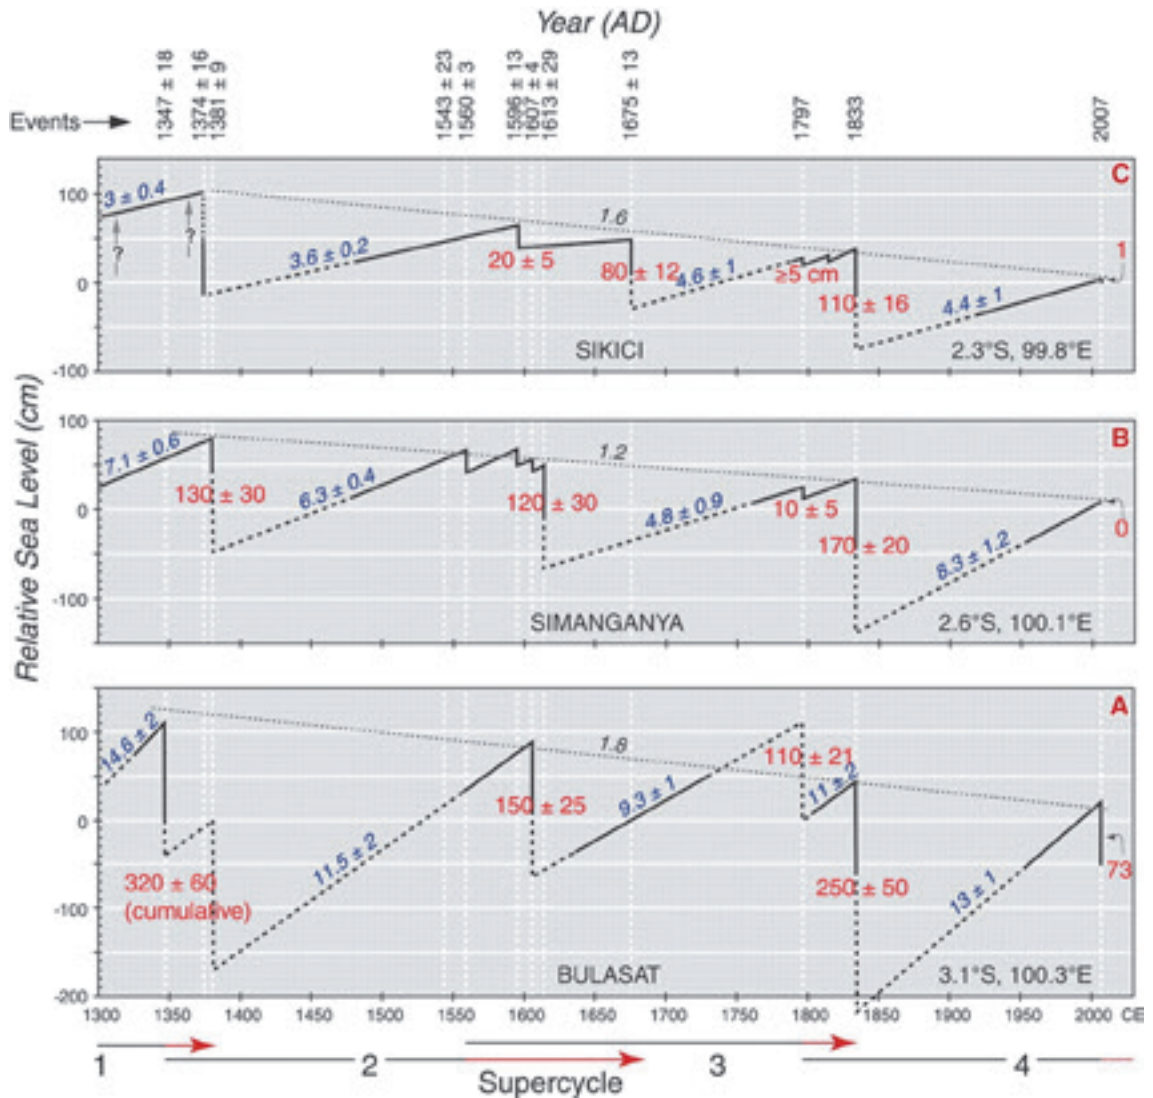 Year (AD)
Events
1347 ± 18
1374 ± 16
1381 ± 9
1543 ± 23
1560 ± 3
1596 ± 13
1607 ± 4
1613 ± 29
1675 ± 13
1797
1833
2007
Relative Sea Level (cm)
C
100
0
-100
3 ± 0.4
?
?
3.6 ± 0.2
1.6
20 ± 5
80 ± 12
4.6 ± 1
≥5 cm
110 ± 16
4.4 ± 1
1
SIKICI
2.3°S, 99.8°E
B
100
0
-100
7.1 ± 0.6
130 ± 30
6.3 ± 0.4
1.2
120 ± 30
4.8 ± 0.9
10 ± 5
170 ± 20
8.3 ± 1.2
0
SIMANGANYA
2.6°S, 100.1°E
A
100
0
-100
-200
14.6 ± 2
320 ± 60
(cumulative)
11.5 ± 2
1.8
150 ± 25
9.3 ± 1
110 ± 21
11 ± 2
250 ± 50
13 ± 1
73
BULASAT
3.1°S, 100.3°E
1300 1350 1400 1450 1500 1550 1600 1650 1700 1750 1800 1850 1900 1950 2000 CE
1 2 3 4
Supercycle